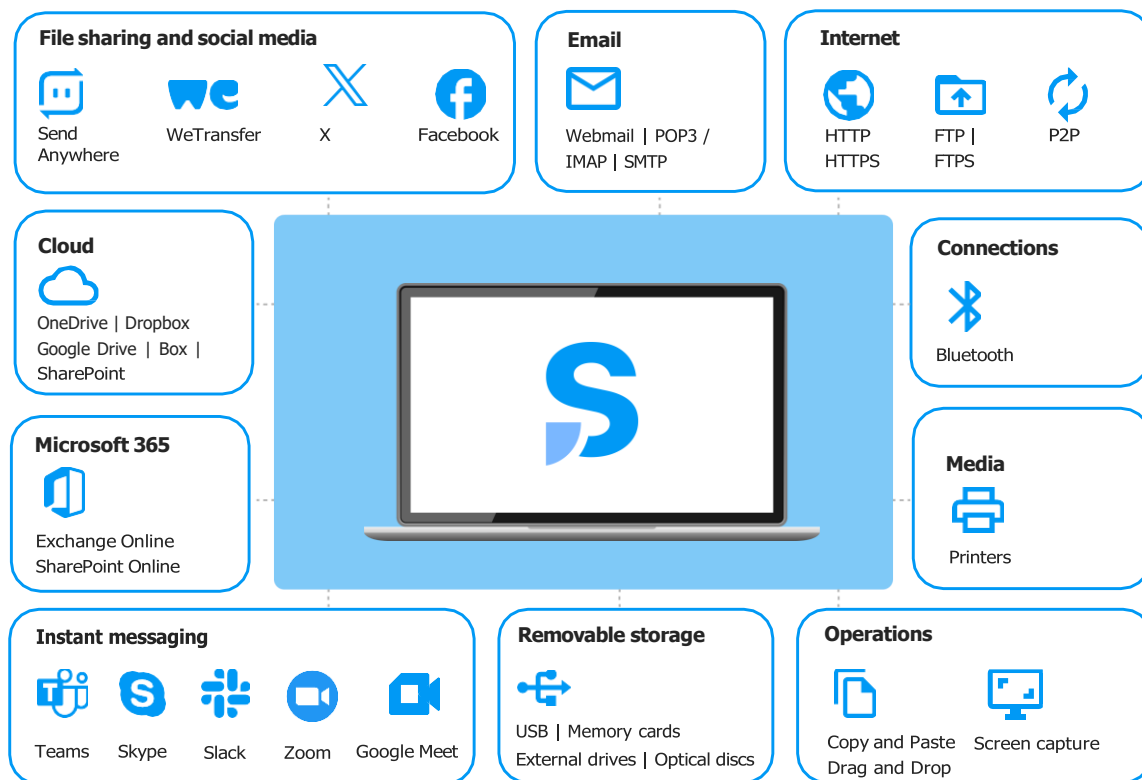 File sharing and social media
Send
Anywhere
WeTransfer
X
Facebook
Email
Webmail | POP3 /
IMAP | SMTP
Internet
HTTP
HTTPS
FTP |
FTPS
P2P
Cloud
OneDrive | Dropbox
Google Drive | Box |
SharePoint
Connections
Bluetooth
Microsoft 365
Exchange Online
SharePoint Online
S
Media
Printers
Instant messaging
Teams
Skype
Slack
Zoom
Google Meet
Removable storage
USB | Memory cards
External drives | Optical discs
Operations
Copy and Paste
Drag and Drop
Screen capture